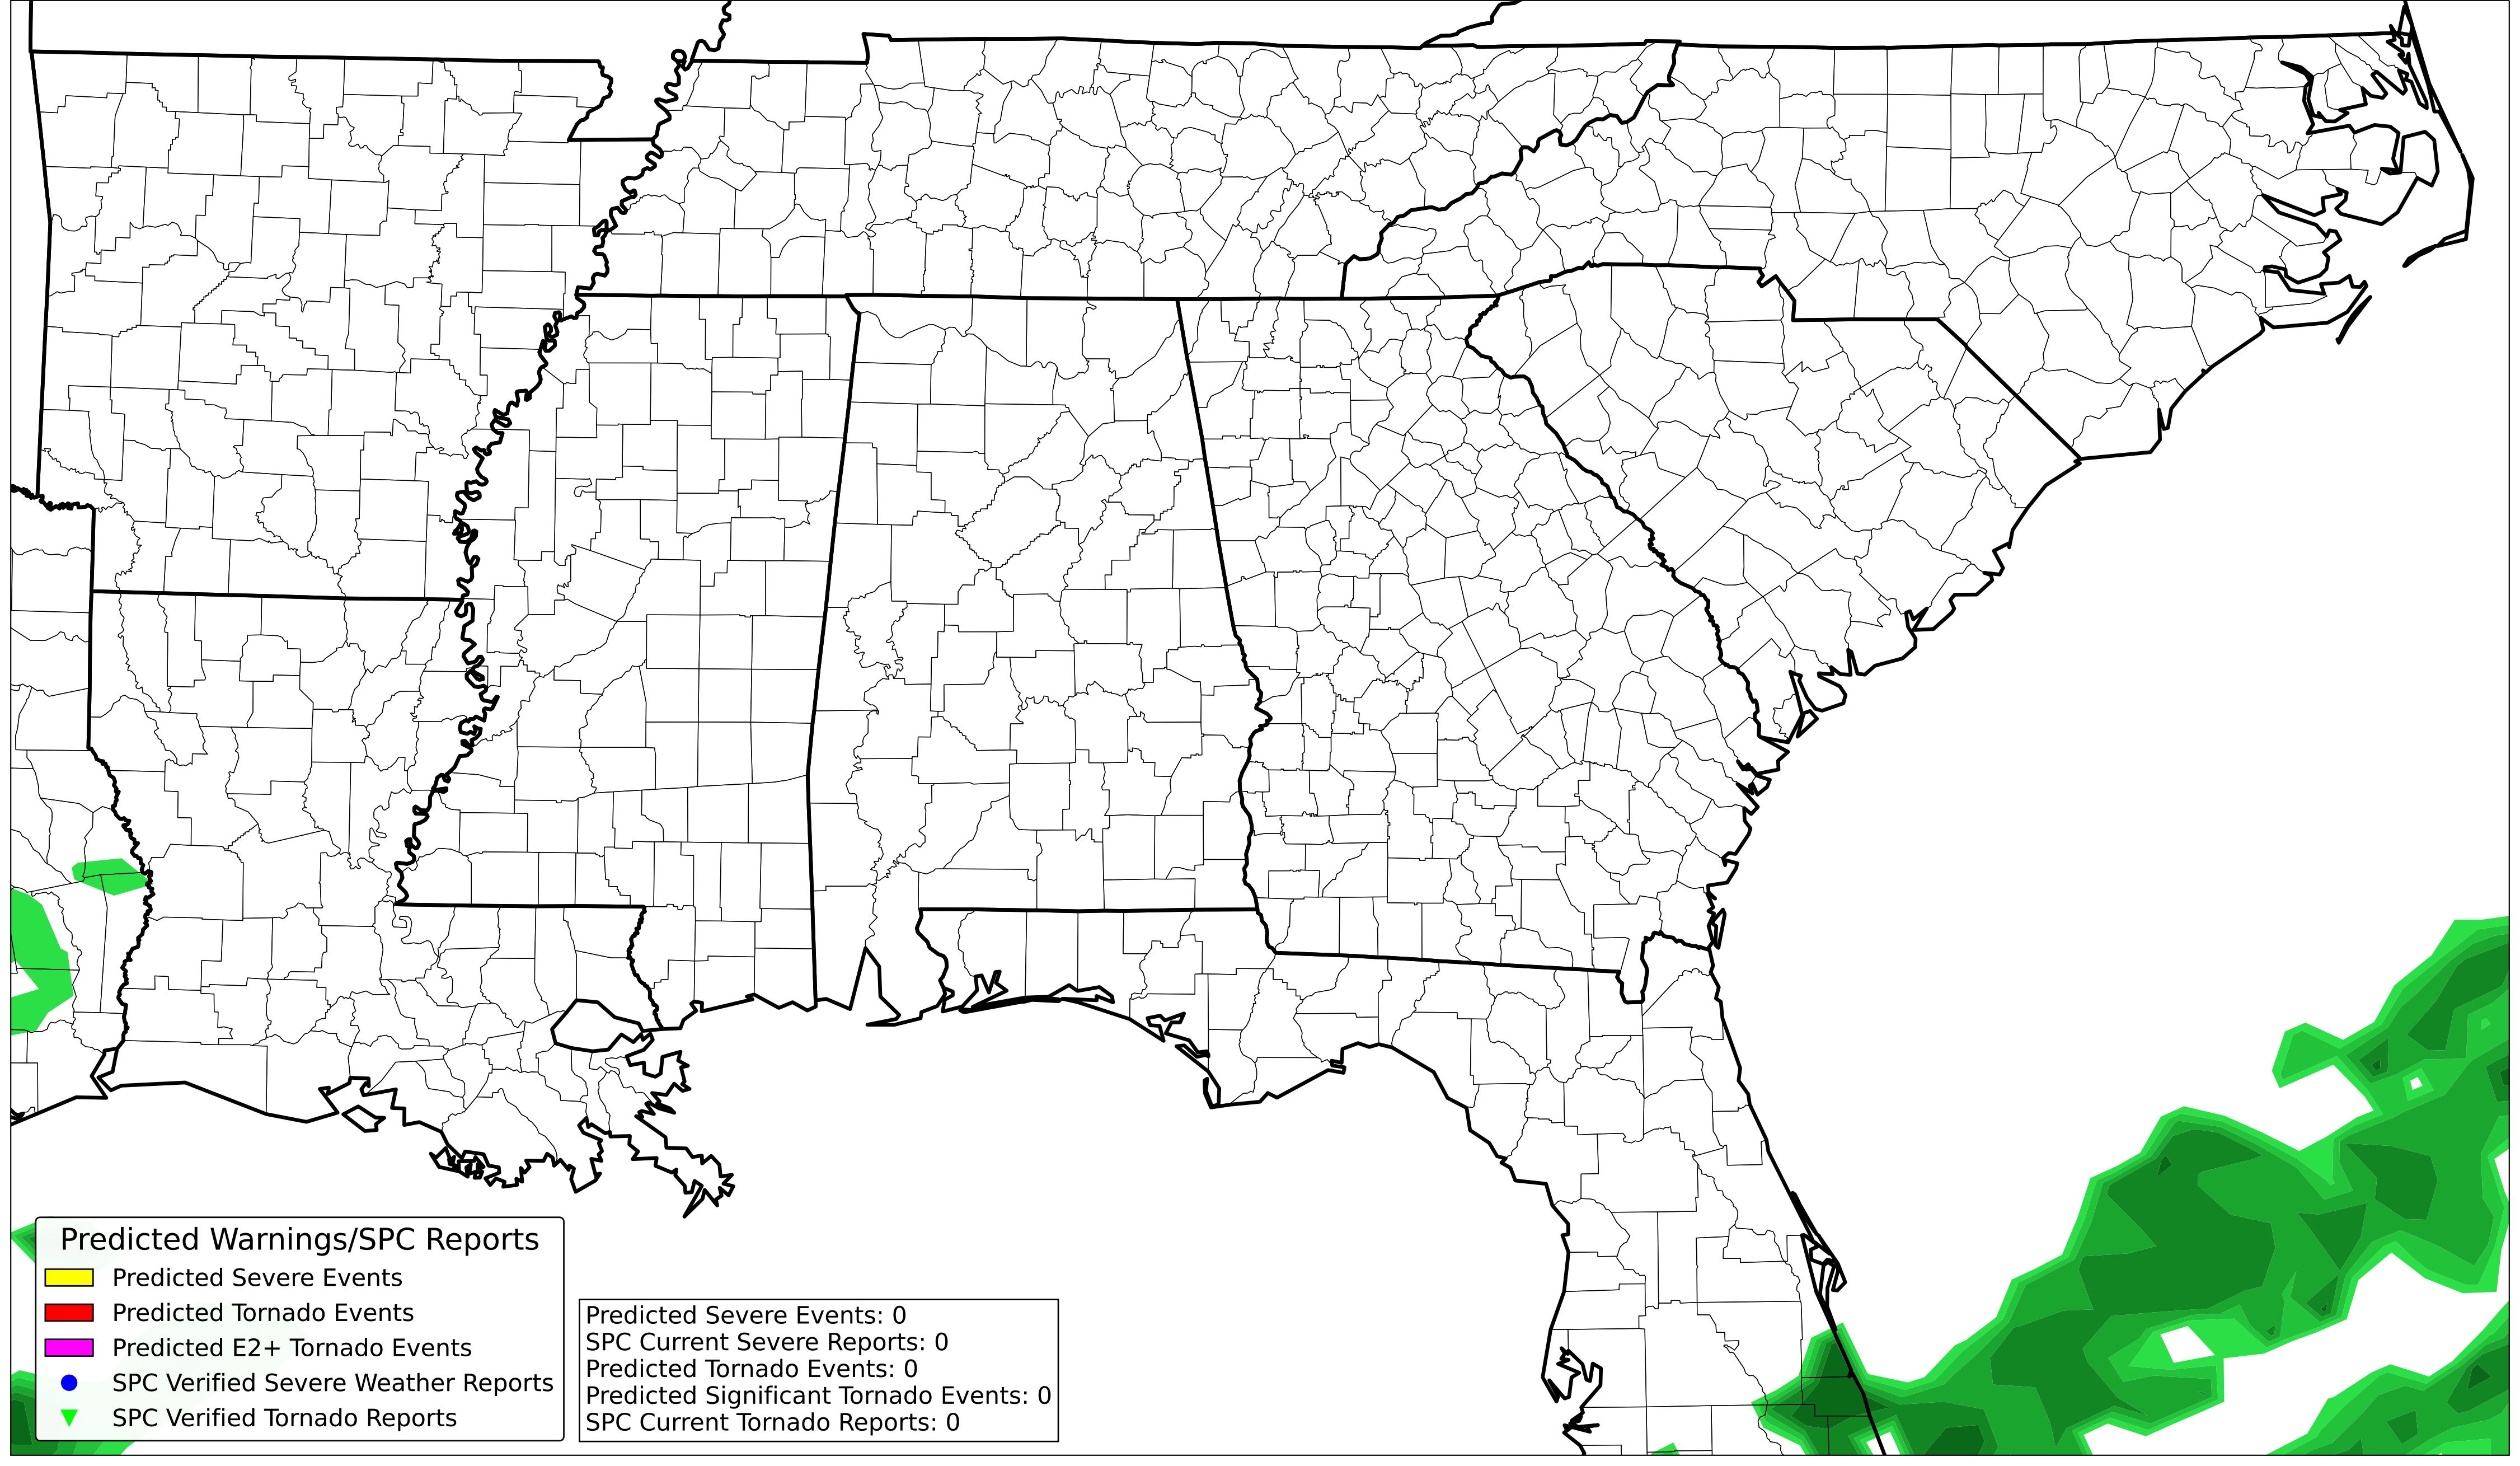 Predicted Warnings/SPC Reports
Predicted Severe Events
Predicted Tornado Events
Predicted E2+ Tornado Events
SPC Verified Severe Weather Reports
SPC Verified Tornado Reports
Predicted Severe Events: 0
SPC Current Severe Reports: 0
Predicted Tornado Events: 0
Predicted Significant Tornado Events: 0
SPC Current Tornado Reports: 0